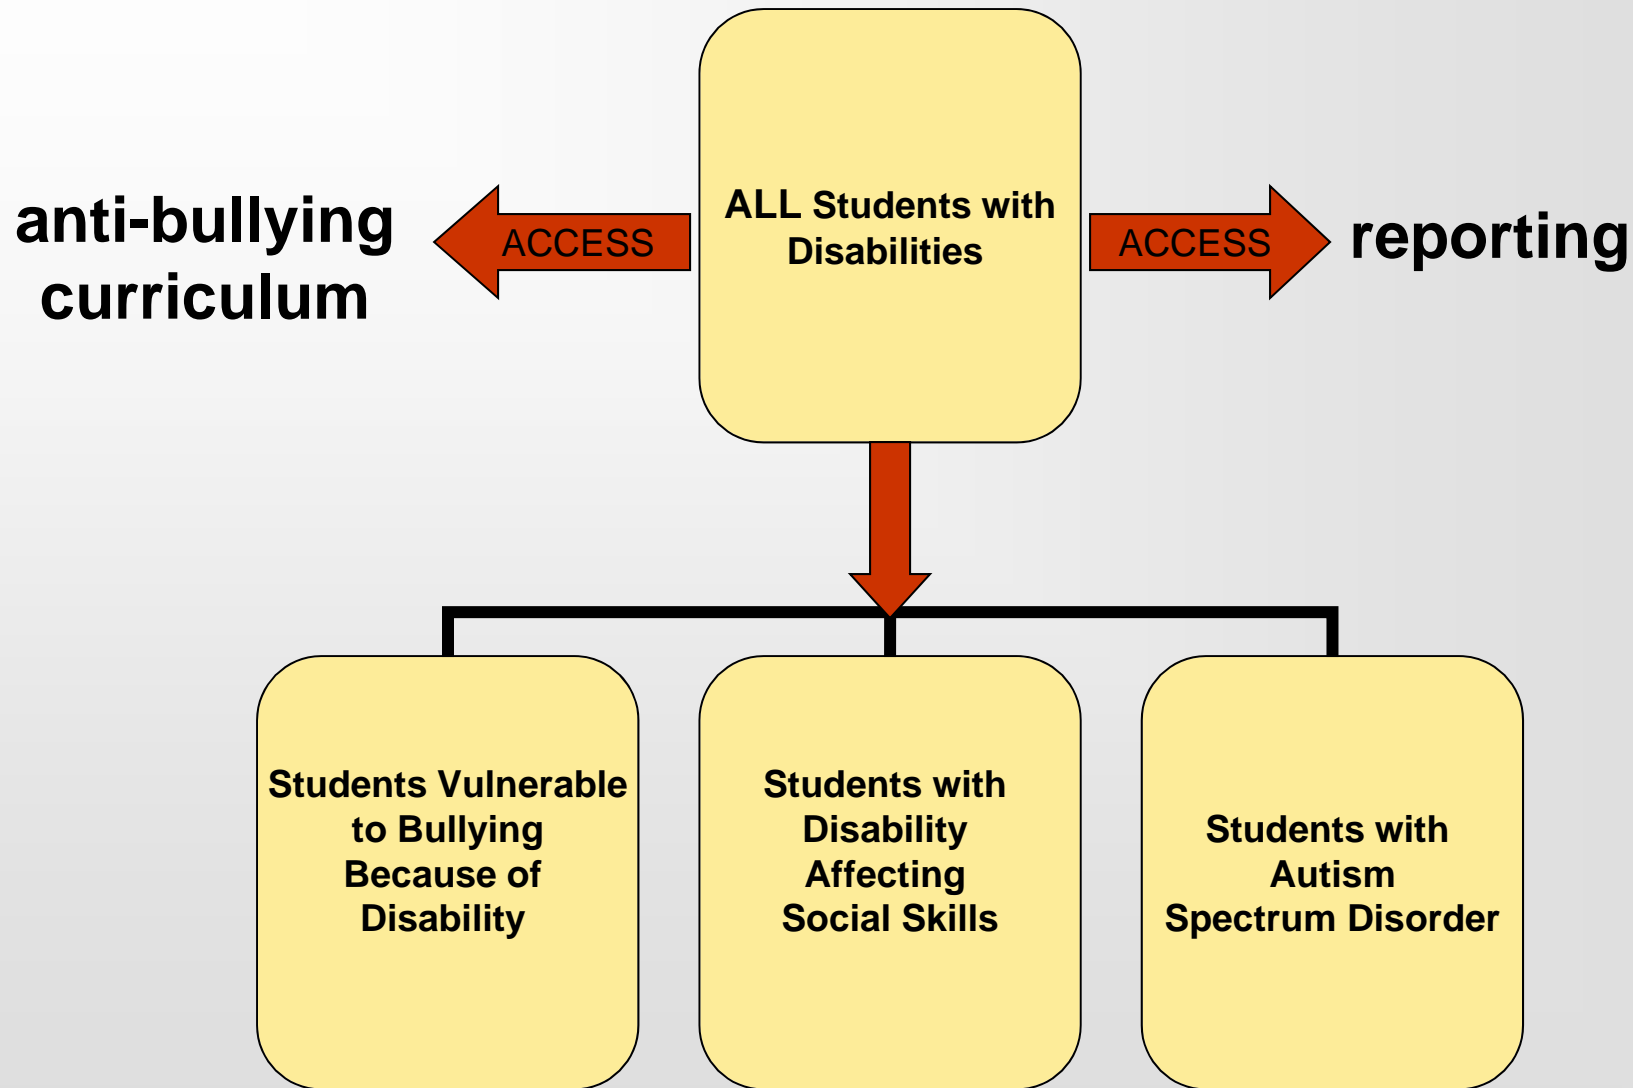 anti-bullying
curriculum
ACCESS
ALL Students with
Disabilities
ACCESS
reporting
Students Vulnerable
to Bullying
Because of
Disability
Students with
Disability
Affecting
Social Skills
Students with
Autism
Spectrum Disorder